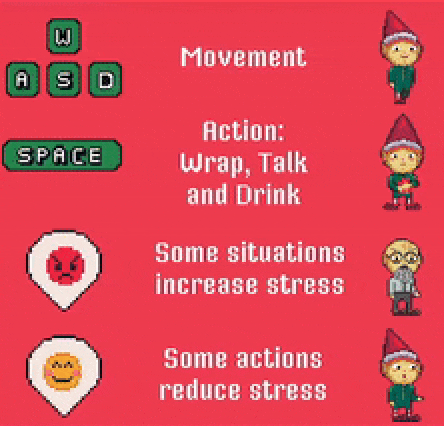 W
A S D
Movement
SPACE
Action:
Wrap, Talk
and Drink
Some situations
increase stress
Some actions
reduce stress